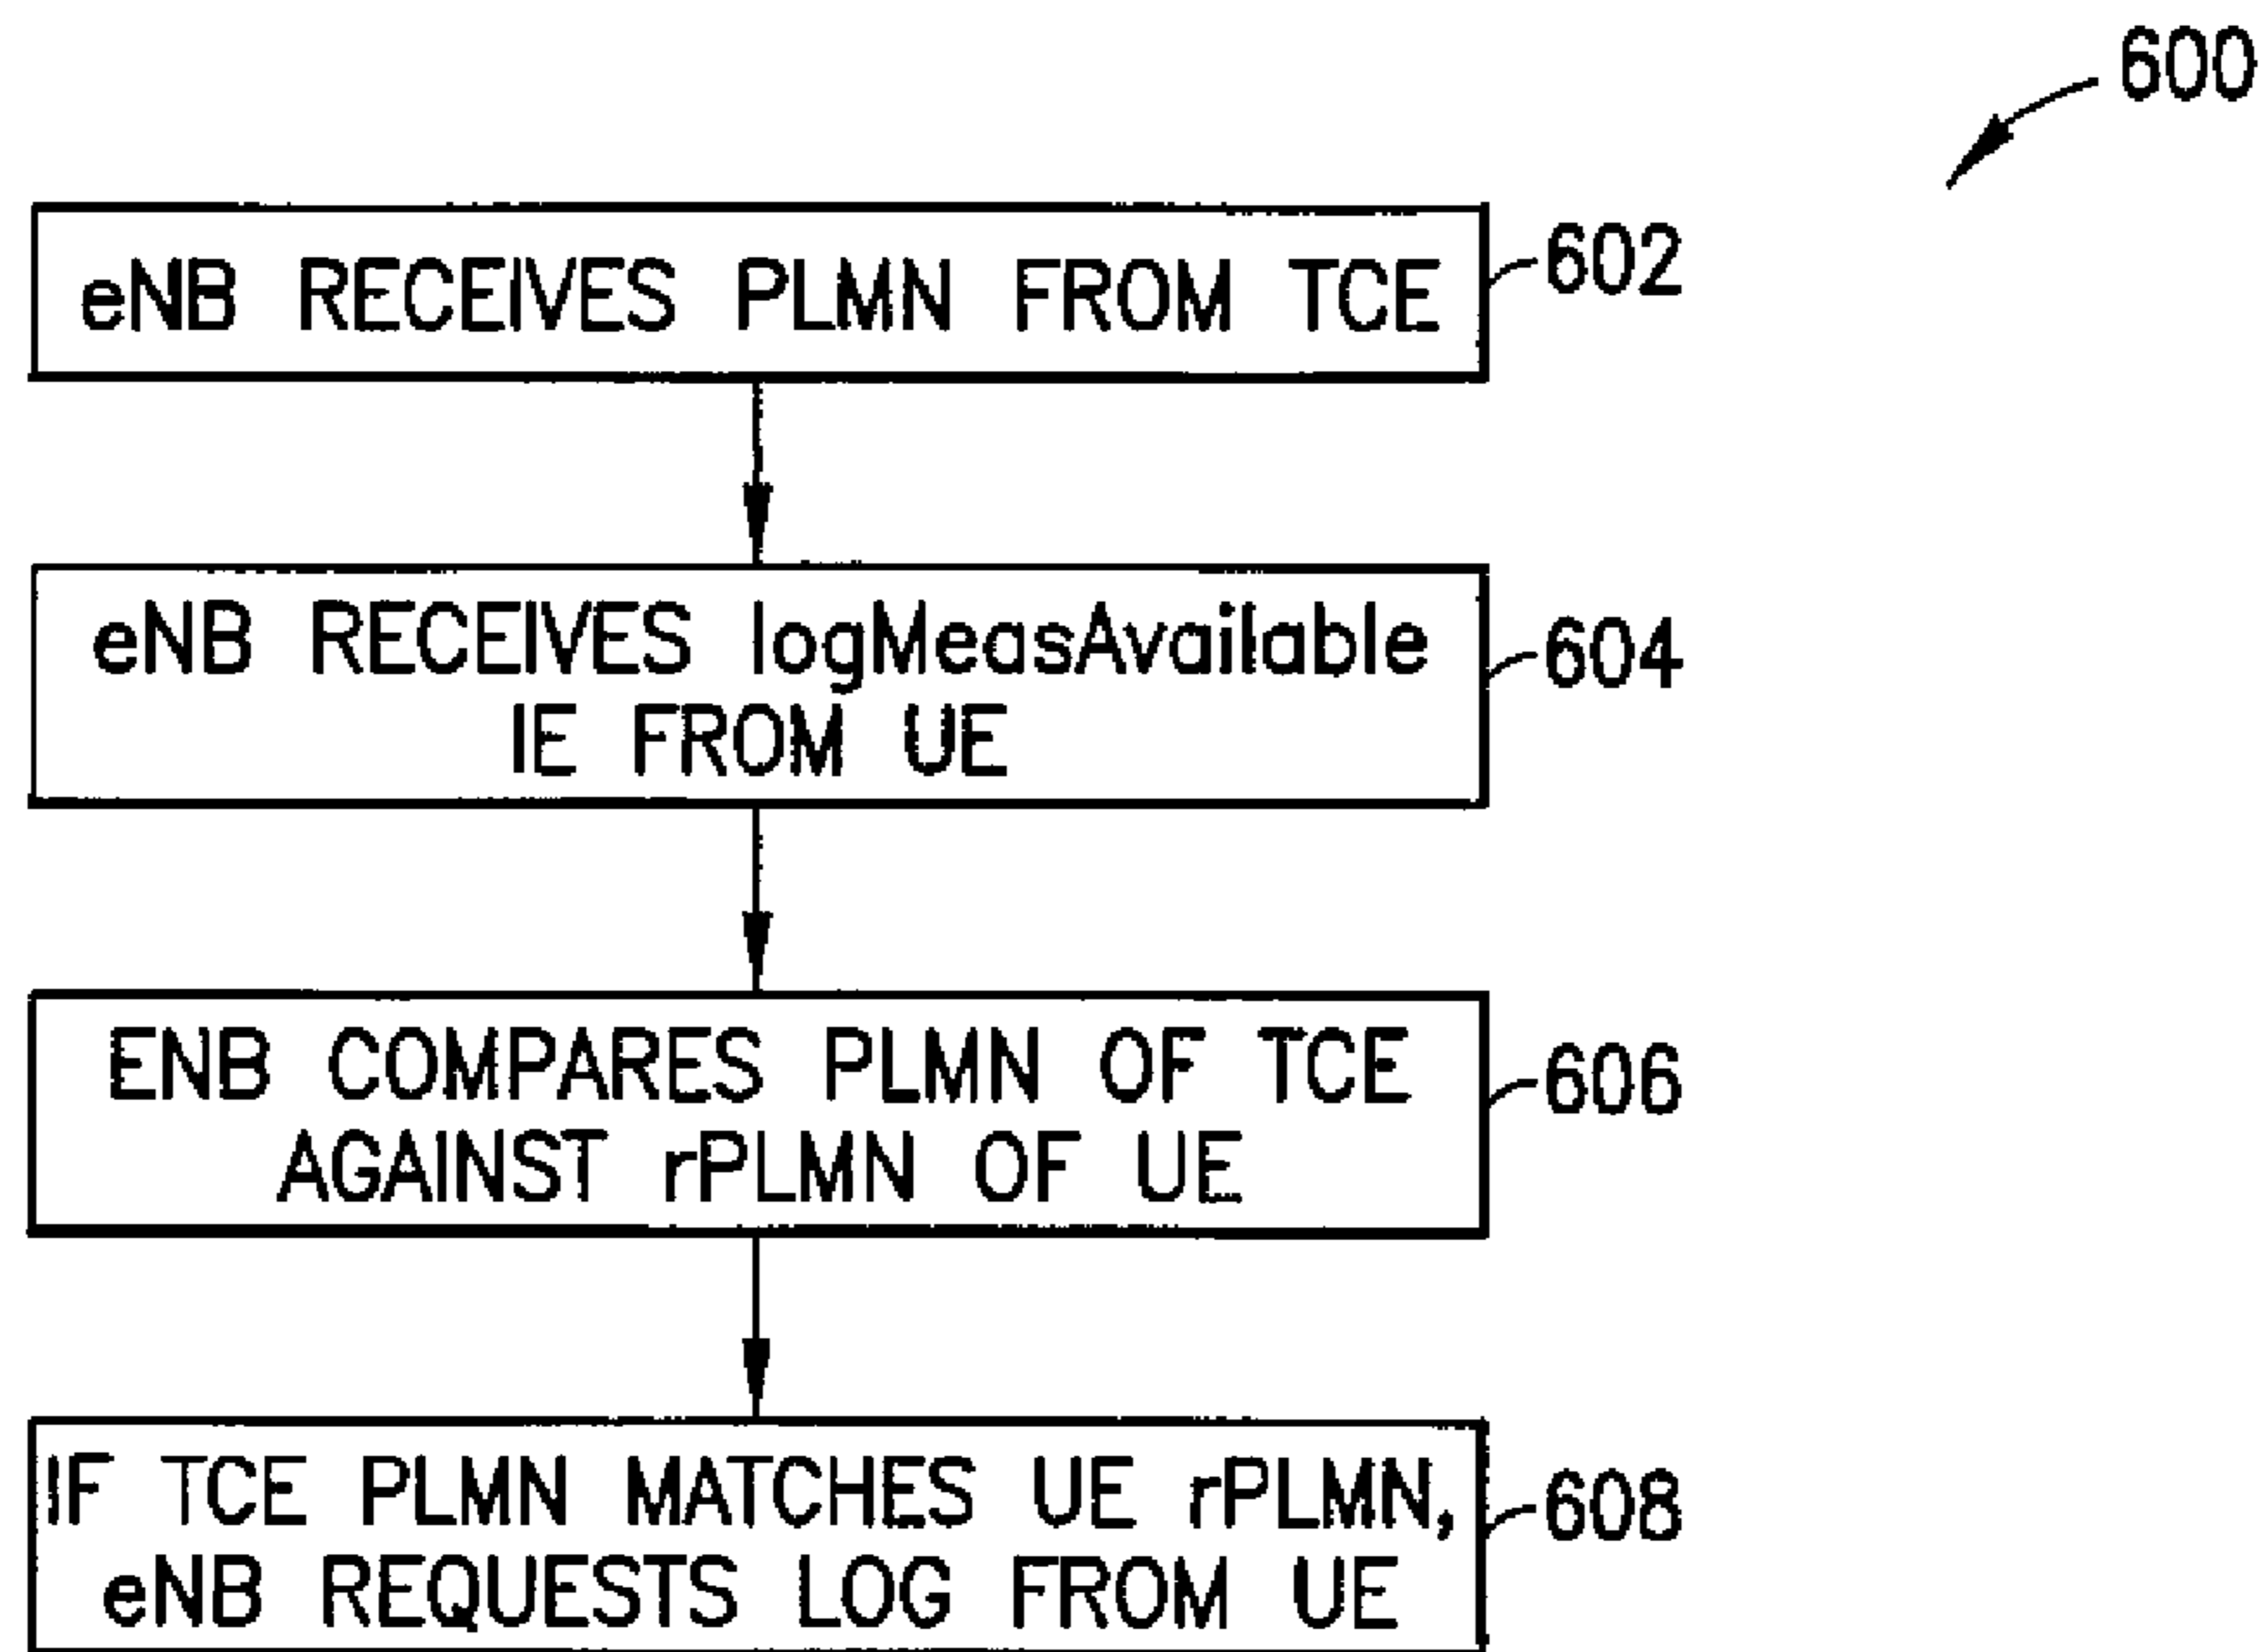 600
eNB RECEIVES PLMN FROM TCE
602
eNB RECEIVES logMeasAvailable
IE FROM UE
604
ENB COMPARES PLMN OF TCE
AGAINST rPLMN OF UE
606
IF TCE PLMN MATCHES UE rPLMN,
eNB REQUESTS LOG FROM UE
608